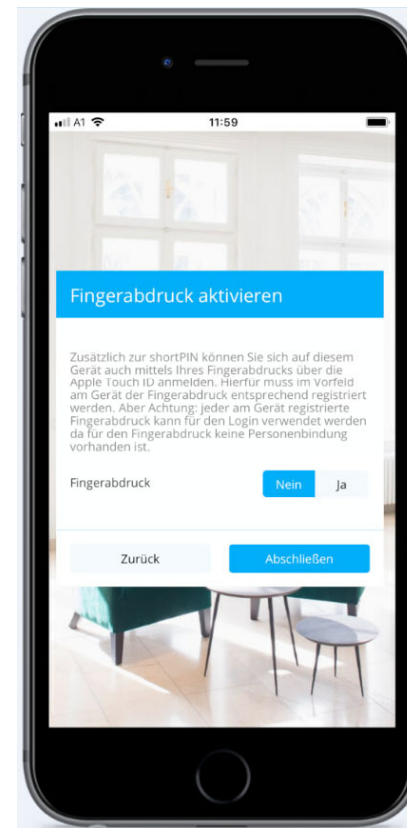 A1 11:59
Fingerabdruck aktivieren
Zusätzlich zur shortPIN können Sie sich auf diesem
Gerät auch mittels Ihres Fingerabdrucks über die
Apple Touch ID anmelden. Hierfür muss im Vorfeld
am Gerät der Fingerabdruck entsprechend registriert
werden. Aber Achtung: jeder am Gerät registrierte
Fingerabdruck kann für den Login verwendet werden
da für den Fingerabdruck keine Personenbindung
vorhanden ist.
Fingerabdruck Nein Ja
Zurück Abschließen